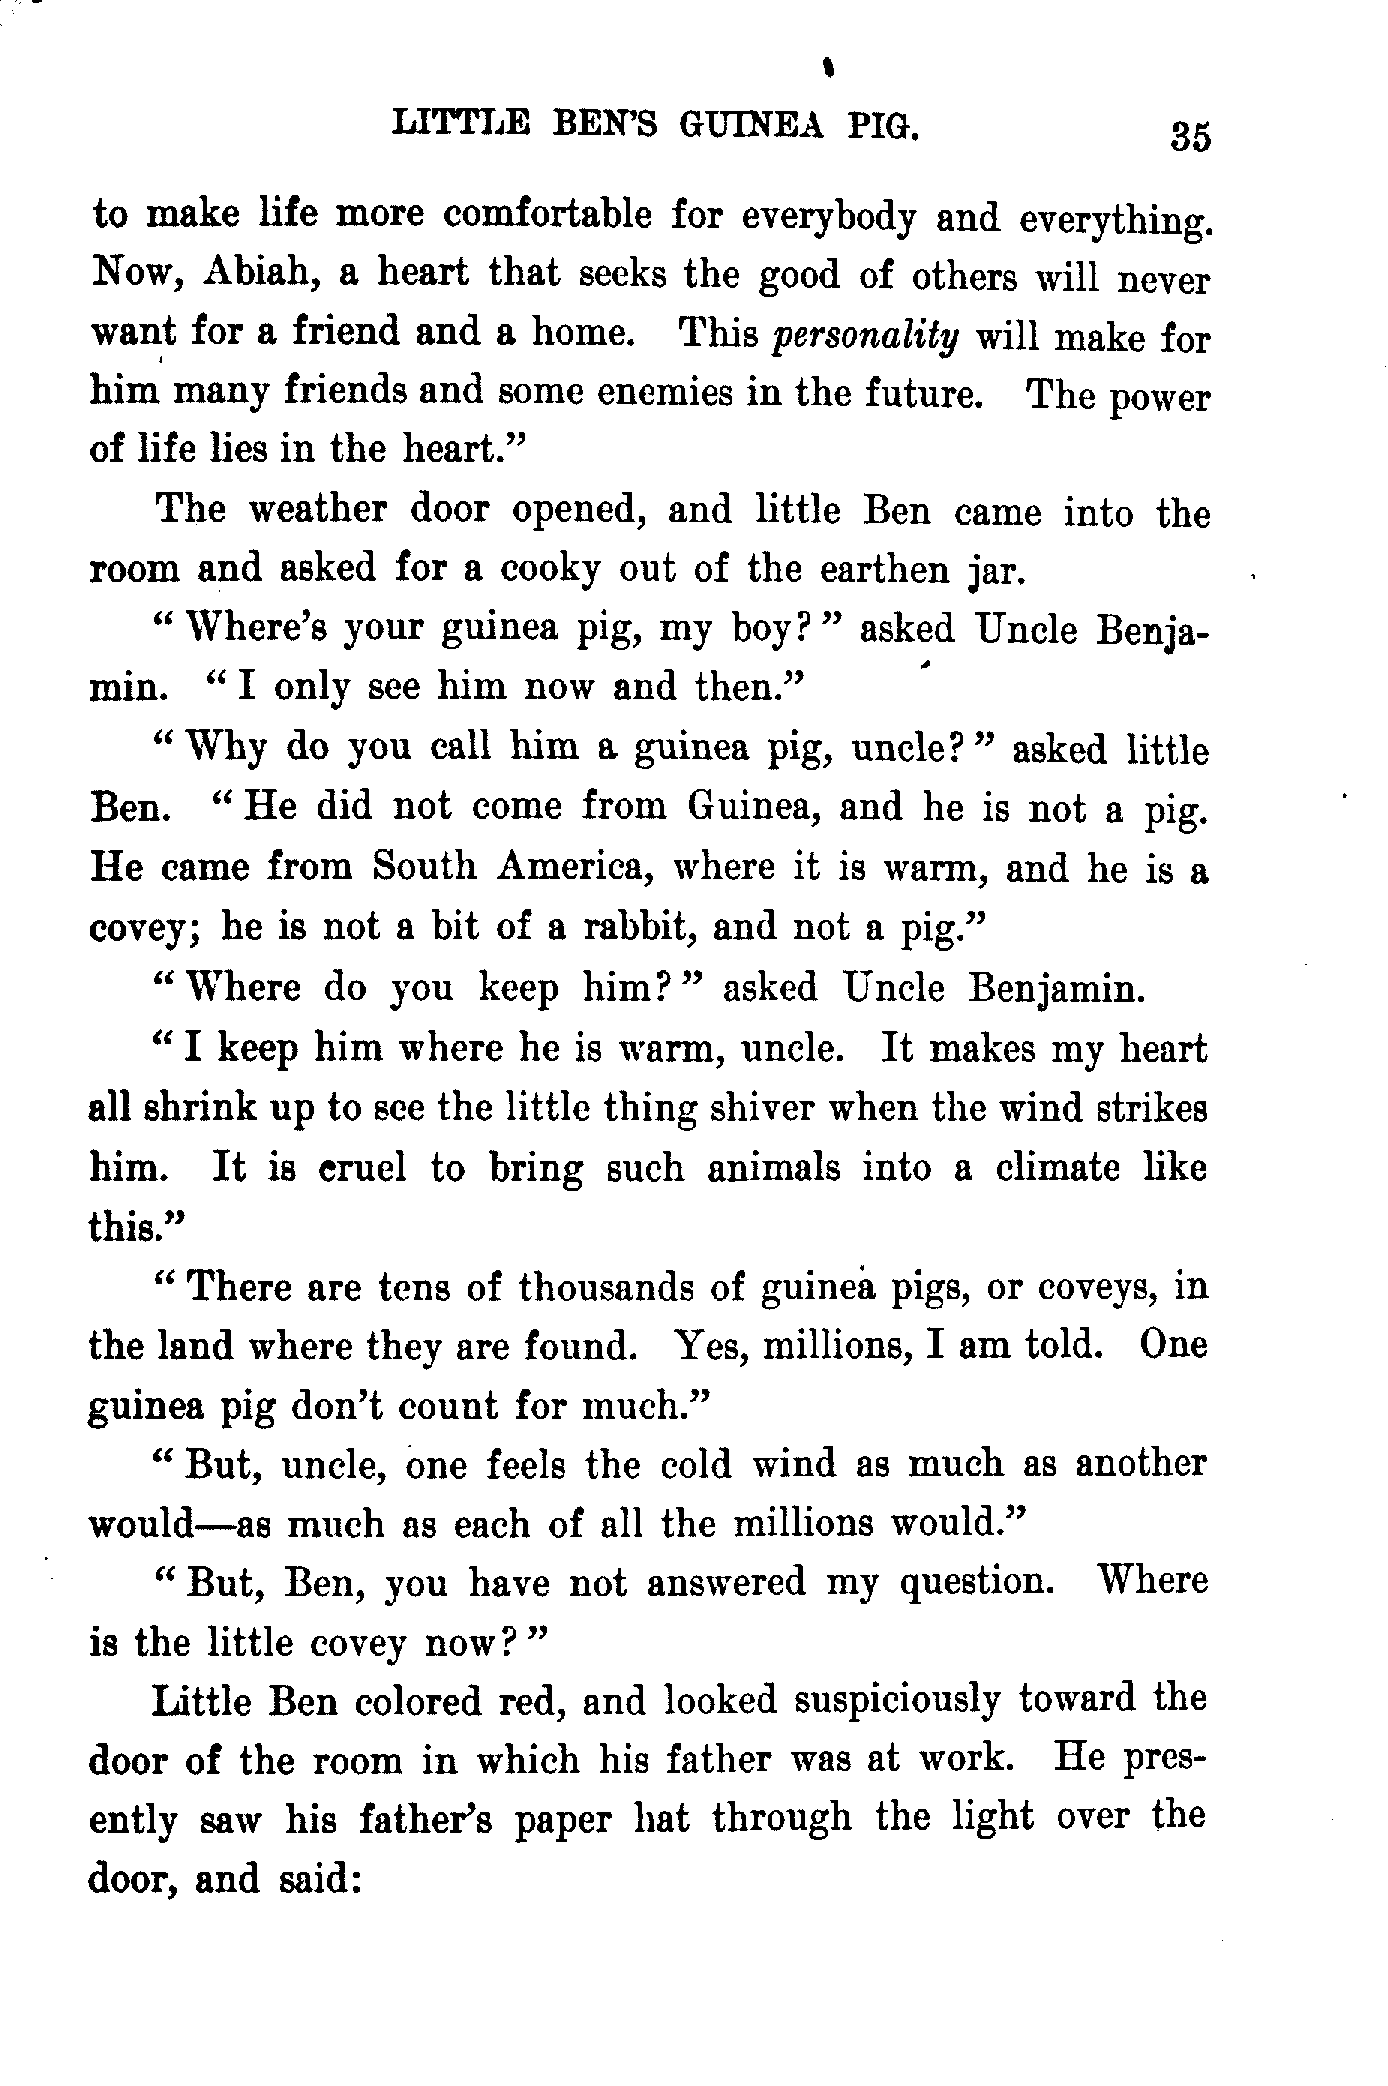 LITTLE BEN'S GUINEA PIG. 35
to make life more comfortable for everybody and everything.
Now, Abiah, a heart that seeks the good of others will never
want for a friend and a home. This personality will make for
him many friends and some enemies in the future. The power
of life lies in the heart.”
The weather door opened, and little Ben came into the
room and asked for a cooky out of the earthen jar.
“Where's your guinea pig, my boy?” asked Uncle Benja-
min. “I only see him now and then.”
“Why do you call him a guinea pig, uncle?” asked little
Ben. “He did not come from Guinea, and he is not a pig.
He came from South America, where it is warm, and he is a
covey; he is not a bit of a rabbit, and not a pig.”
“Where do you keep him?” asked Uncle Benjamin.
“I keep him where he is warm, uncle. It makes my heart
all shrink up to see the little thing shiver when the wind strikes
him. It is cruel to bring such animals into a climate like
this.”
“There are tens of thousands of guinea pigs, or coveys, in
the land where they are found. Yes, millions, I am told. One
guinea pig don't count for much.”
“But, uncle, one feels the cold wind as much as another
would—as much as each of all the millions would.”
“But, Ben, you have not answered my question. Where
is the little covey now?”
Little Ben colored red, and looked suspiciously toward the
door of the room in which his father was at work. He pres-
ently saw his father's paper hat through the light over the
door, and said: